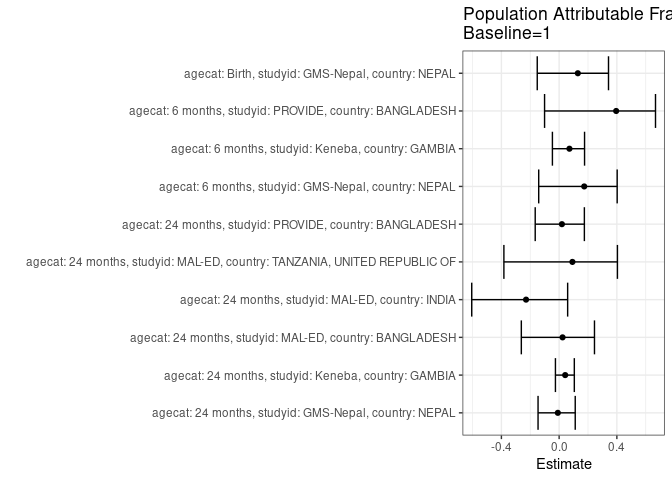 Population Attributable Fra
Baseline=1
agecat: Birth, studyid: GMS-Nepal, country: NEPAL
agecat: 6 months, studyid: PROVIDE, country: BANGLADESH
agecat: 6 months, studyid: Keneba, country: GAMBIA
agecat: 6 months, studyid: GMS-Nepal, country: NEPAL
agecat: 24 months, studyid: PROVIDE, country: BANGLADESH
agecat: 24 months, studyid: MAL-ED, country: TANZANIA, UNITED REPUBLIC OF
agecat: 24 months, studyid: MAL-ED, country: INDIA
agecat: 24 months, studyid: MAL-ED, country: BANGLADESH
agecat: 24 months, studyid: Keneba, country: GAMBIA
agecat: 24 months, studyid: GMS-Nepal, country: NEPAL
-0.4 0.0 0.4
Estimate